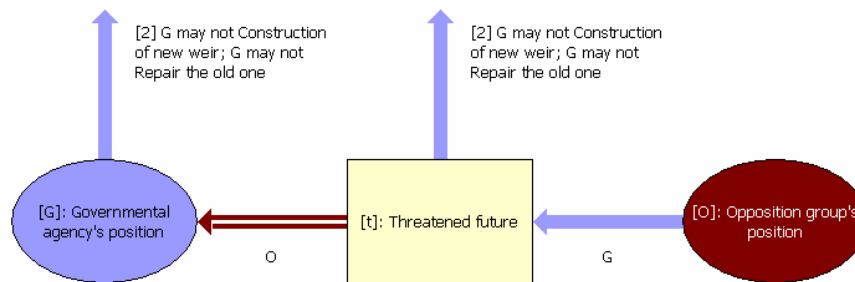 [2] G may not Construction
of new weir; G may not
Repair the old one
[2] G may not Construction
of new weir; G may not
Repair the old one
[G]: Governmental
agency's position
[t]: Threatened future
[O]: Opposition group's
position
O
G